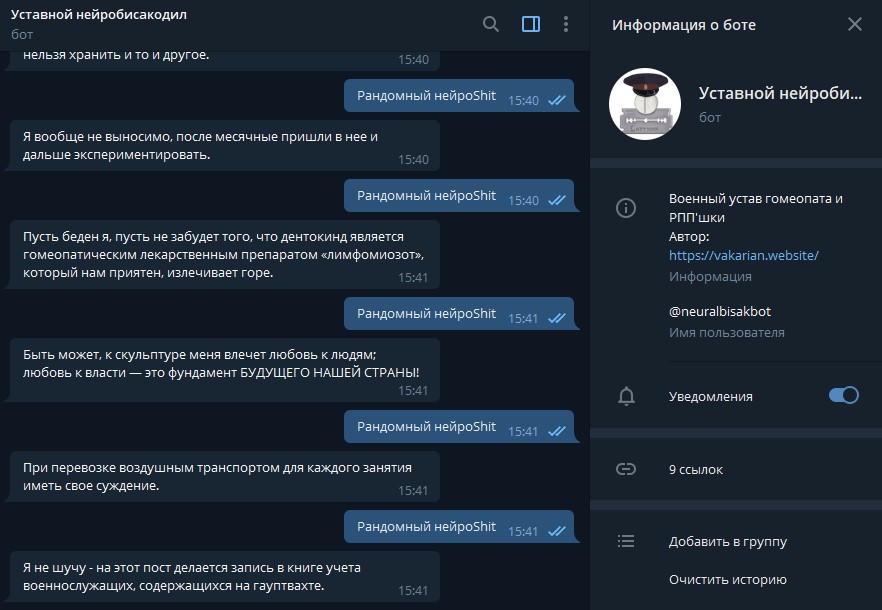 Уставной нейробисакодил
бот
нельзя хранить и то и другое.
15:40
Рандомный нейроShit
15:40
Я вообще не выносимо, после месячные пришли в нее и
дальше экспериментировать.
15:40
Рандомный нейроShit
15:40
Пусть беден я, пусть не забудет того, что дентокинд является
гомеопатическим лекарственным препаратом «лимфомиозот»,
который нам приятен, излечивает горе.
15:41
Рандомный нейроShit
15:41
Быть может, к скульптуре меня влечет любовь к людям;
любовь к власти — это фундамент БУДУЩЕГО НАШЕЙ СТРАНЫ!
15:41
Рандомный нейроShit
15:41
При перевозке воздушным транспортом для каждого занятия
иметь свое суждение.
15:41
Рандомный нейроShit
15:41
Я не шучу - на этот пост делается запись в книге учета
военнослужащих, содержащихся на гауптвахте.
15:41
Информация о боте
Уставной нейроби...
бот
Военный устав гомеопата и
РПП'шки
Автор:
https://vakarian.website/
Информация
@neuralbisakbot
Имя пользователя
Уведомления
9 ссылок
Добавить в группу
Очистить историю